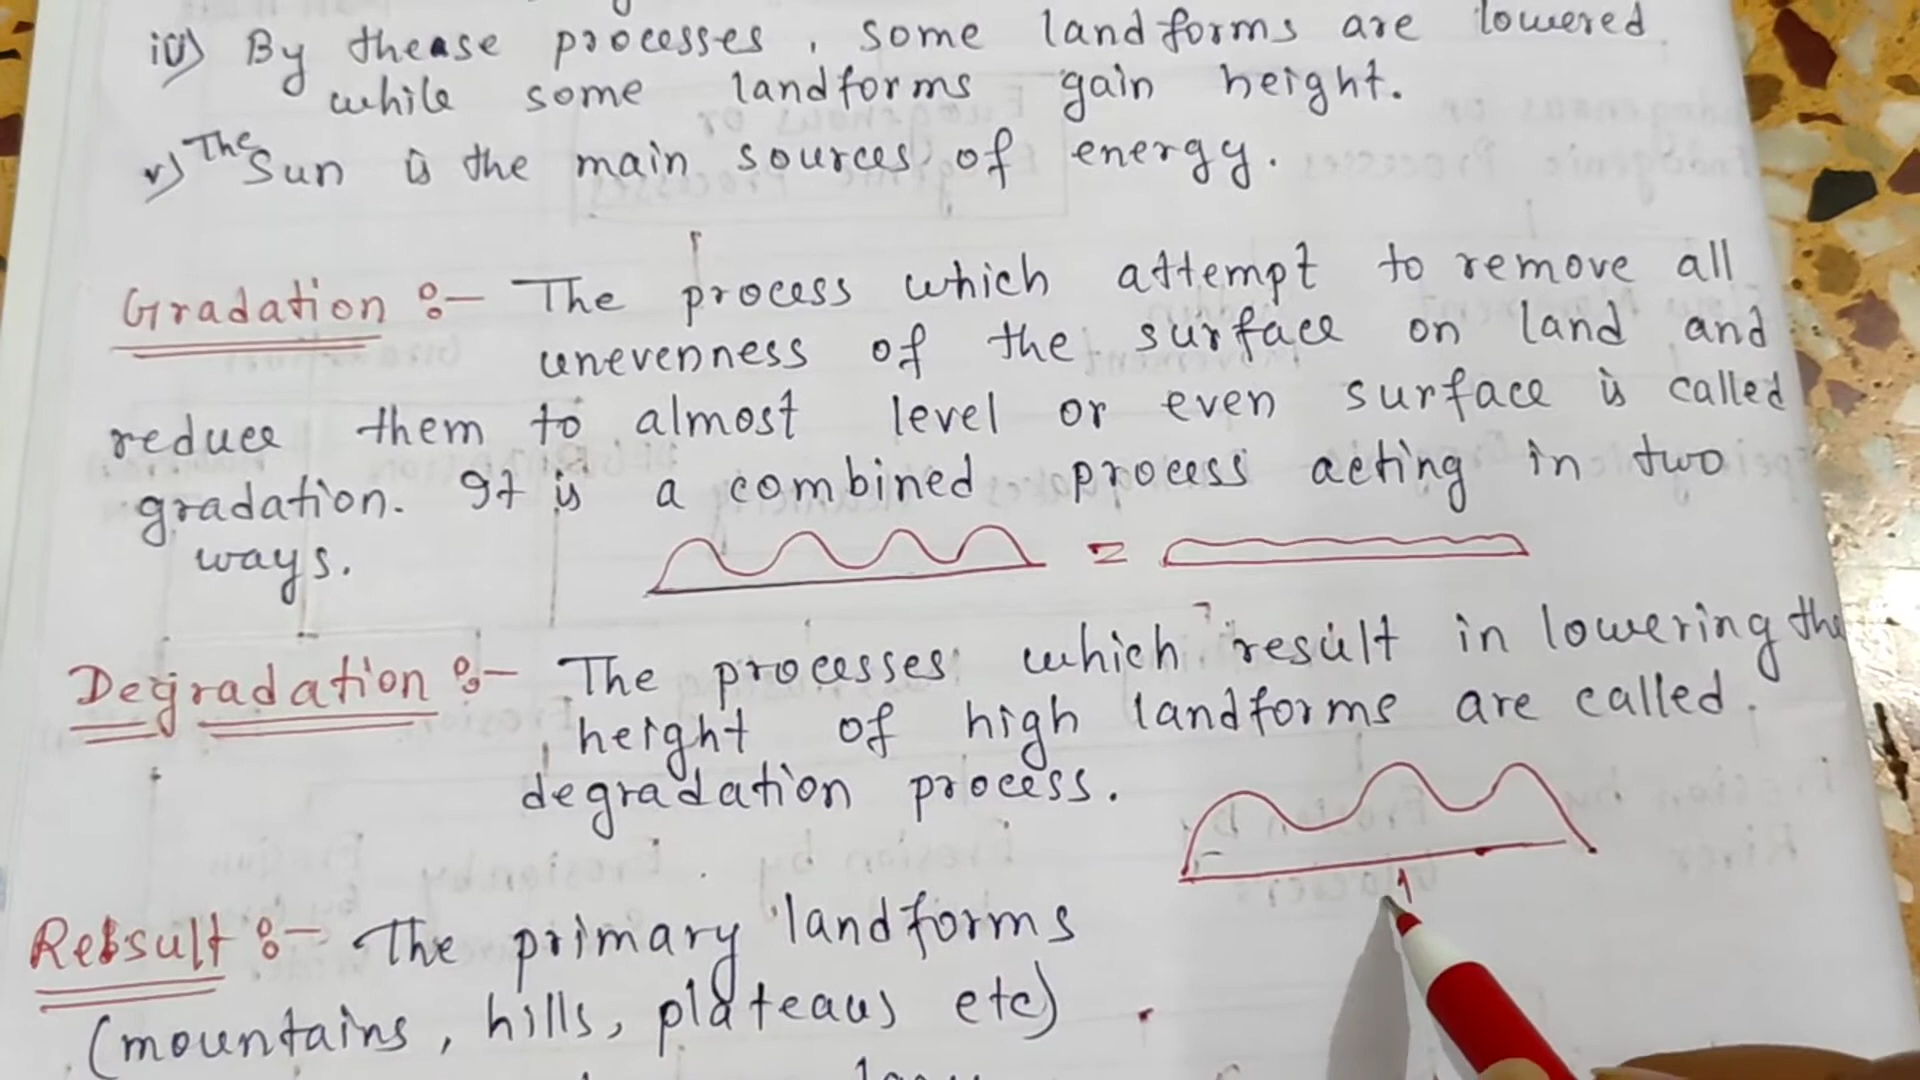 iv) By thease processes, some landforms are lowered
while some landforms gain height.
v) The Sun is the main sources of energy.
Gradation :- The process which attempt to remove all
unevenness of the surface on land and
reduce them to almost level or even surface is called
gradation. It is a combined process acting in two
ways.
=
Degradation :- The processes which result in lowering the
height of high landforms are called
degradation process.
Result :- The primary landforms
(mountains, hills, plateaus etc)